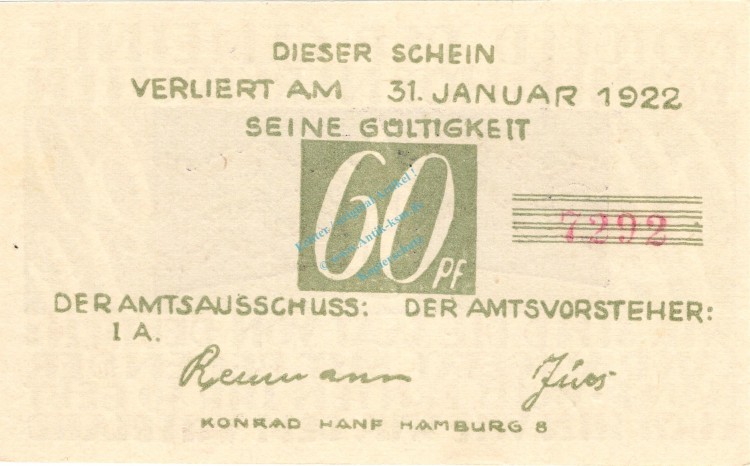 DIESER SCHEIN
VERLIERT AM 31. JANUAR 1922
SEINE GÜLTIGKEIT
60 Pf
7292
DER AMTSAUSSCHUSS: DER AMTSVORSTEHER:
I A.
KONRAD HANF HAMBURG 8